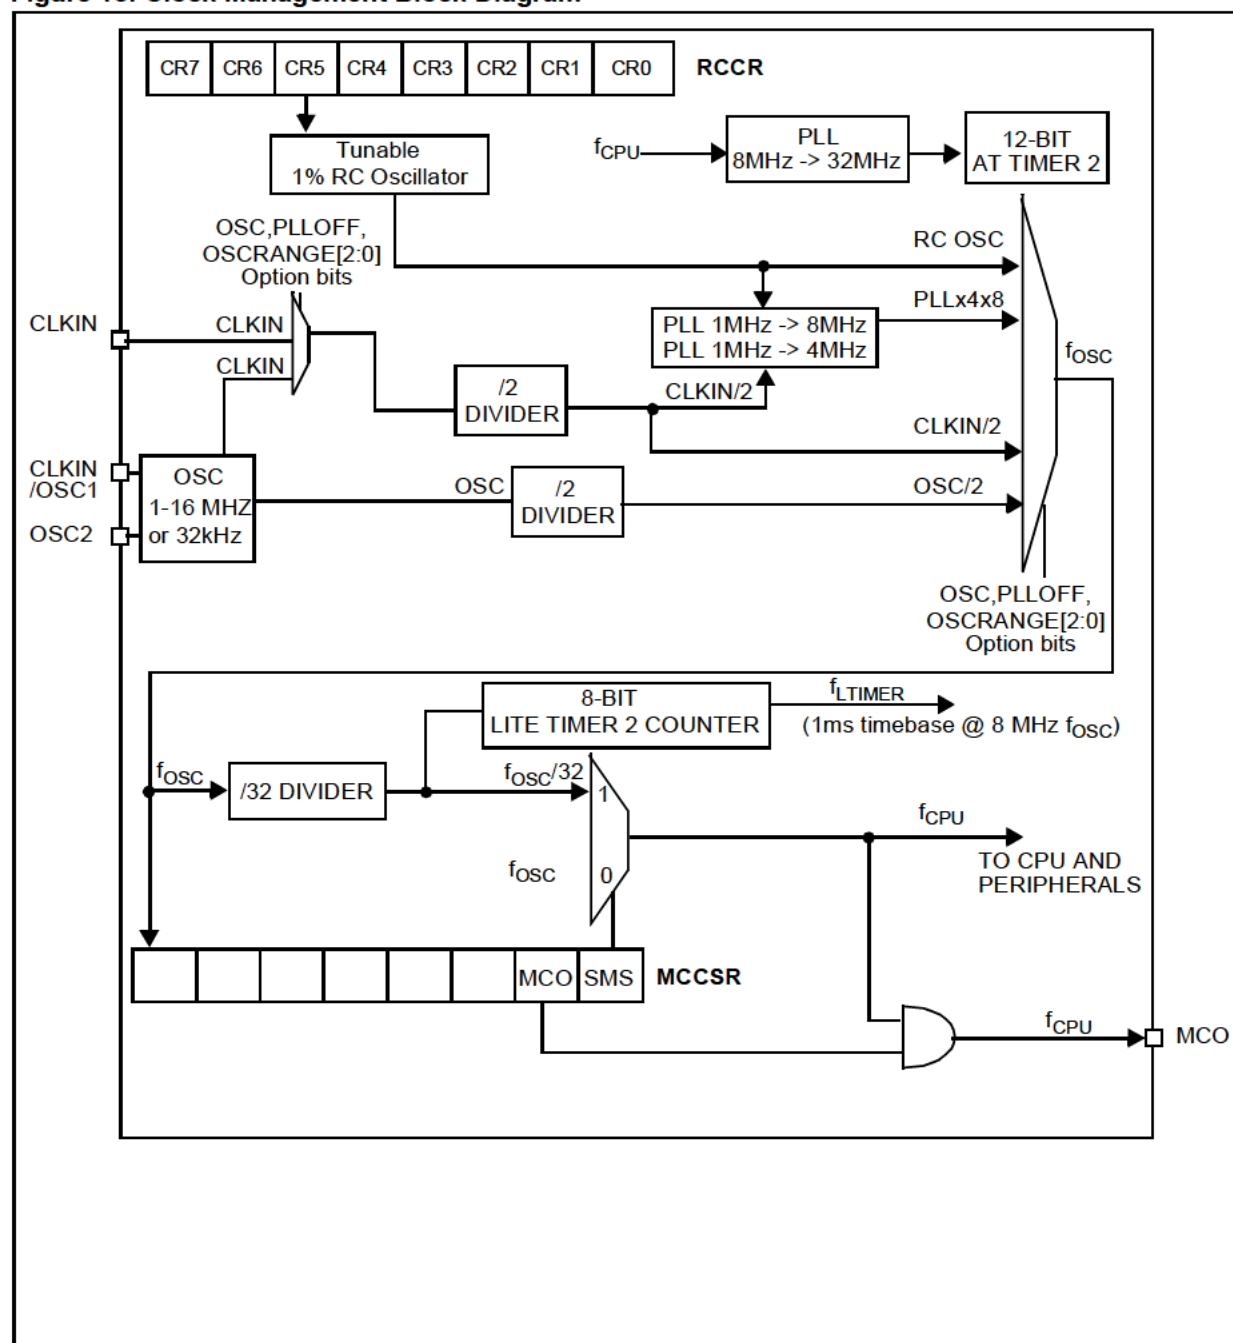 CR7 CR6 CR5 CR4 CR3 CR2 CR1 CR0 RCCR
Tunable
1% RC Oscillator
fCPU
PLL
8MHz -> 32MHz
12-BIT
AT TIMER 2
OSC,PLLOFF,
OSCRANGE[2:0]
Option bits
RC OSC
CLKIN
CLKIN
CLKIN
PLL 1MHz -> 8MHz
PLL 1MHz -> 4MHz
PLLx4x8
fOSC
/2
DIVIDER
CLKIN/2
CLKIN/2
CLKIN
/OSC1
OSC2
OSC
1-16 MHZ
or 32kHz
OSC
/2
DIVIDER
OSC/2
OSC,PLLOFF,
OSCRANGE[2:0]
Option bits
8-BIT
LITE TIMER 2 COUNTER
fLTIMER
(1ms timebase @ 8 MHz fOSC)
fOSC
/32 DIVIDER
fOSC/32
1
fOSC
0
fCPU
TO CPU AND
PERIPHERALS
MCO SMS MCCSR
fCPU
MCO